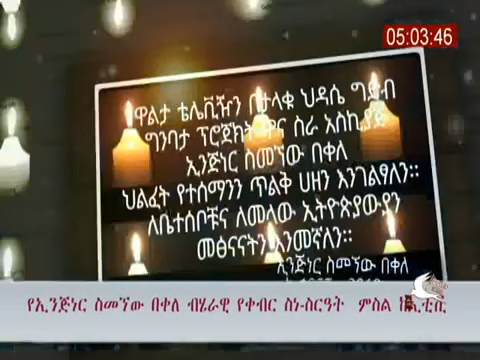 05:03:46
ዋልታ ቴሌቪዥን በታላቁ ህዳሴ ግድብ
ግንባታ ፕሮጀክት ዋና ስራ አስኪያጅ
ኢንጅነር ስመኘው በቀለ
ህልፈት የተሰማንን ጥልቅ ሀዘን እንገልፃለን።
ለቤተሰቦቹና ለመላው ኢትዮጵያውያን
መፅናናትን እንመኛለን።
ኢንጅነር ስመኘው በቀለ
የኢንጅነር ስመኘው በቀለ ብሄራዊ የቀብር ስነ-ስርዓት ምስል